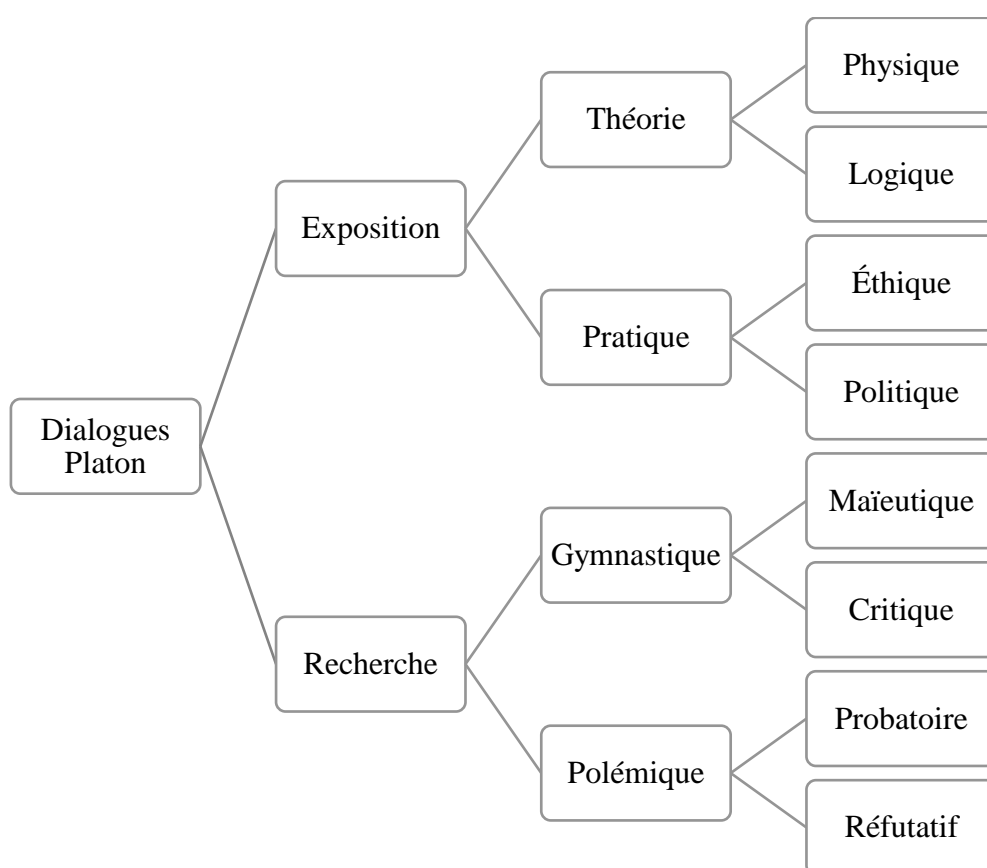 Physique
Théorie
Logique
Exposition
Éthique
Pratique
Politique
Dialogues
Platon
Maïeutique
Gymnastique
Critique
Recherche
Probatoire
Polémique
Réfutatif